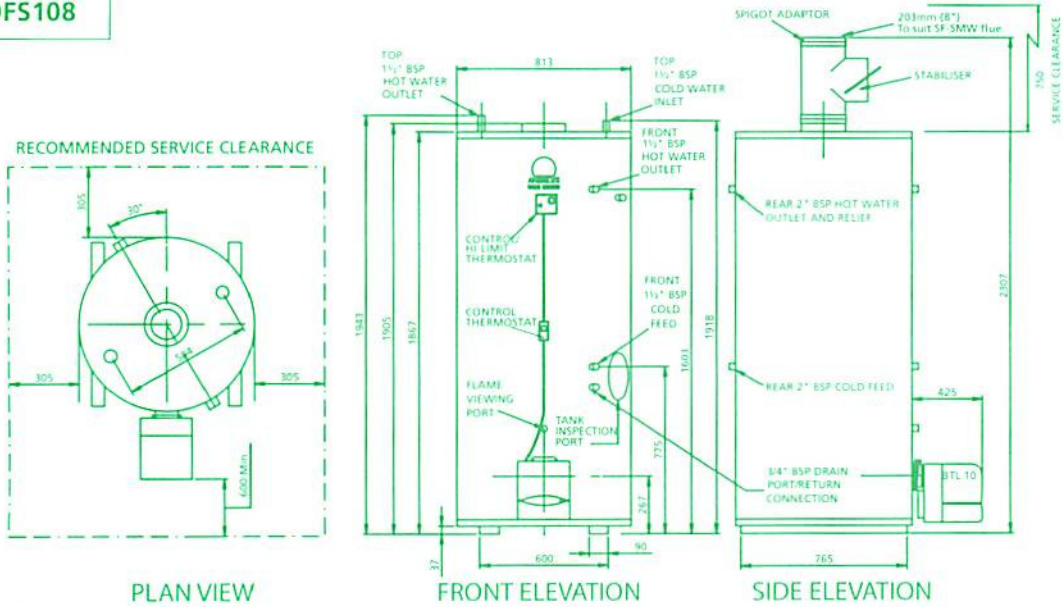 OFS108
RECOMMENDED SERVICE CLEARANCE
305
30°
584
305
305
600 Min
PLAN VIEW
TOP
1½" BSP
HOT WATER
OUTLET
813
TOP
1½" BSP
COLD WATER
INLET
FRONT
1½" BSP
HOT WATER
OUTLET
CONTROL/
HI LIMIT
THERMOSTAT
CONTROL
THERMOSTAT
FLAME
VIEWING
PORT
FRONT
1½" BSP
COLD
FEED
TANK
INSPECTION
PORT
1943
1905
1867
1918
1603
775
267
37
600
90
FRONT ELEVATION
SPIGOT ADAPTOR
203mm (8")
To suit SF-SMW flue
STABILISER
750
SERVICE CLEARANCE
REAR 2" BSP HOT WATER
OUTLET AND RELIEF
2307
REAR 2" BSP COLD FEED
425
3/4" BSP DRAIN
PORT/RETURN
CONNECTION
BTL 10
765
SIDE ELEVATION